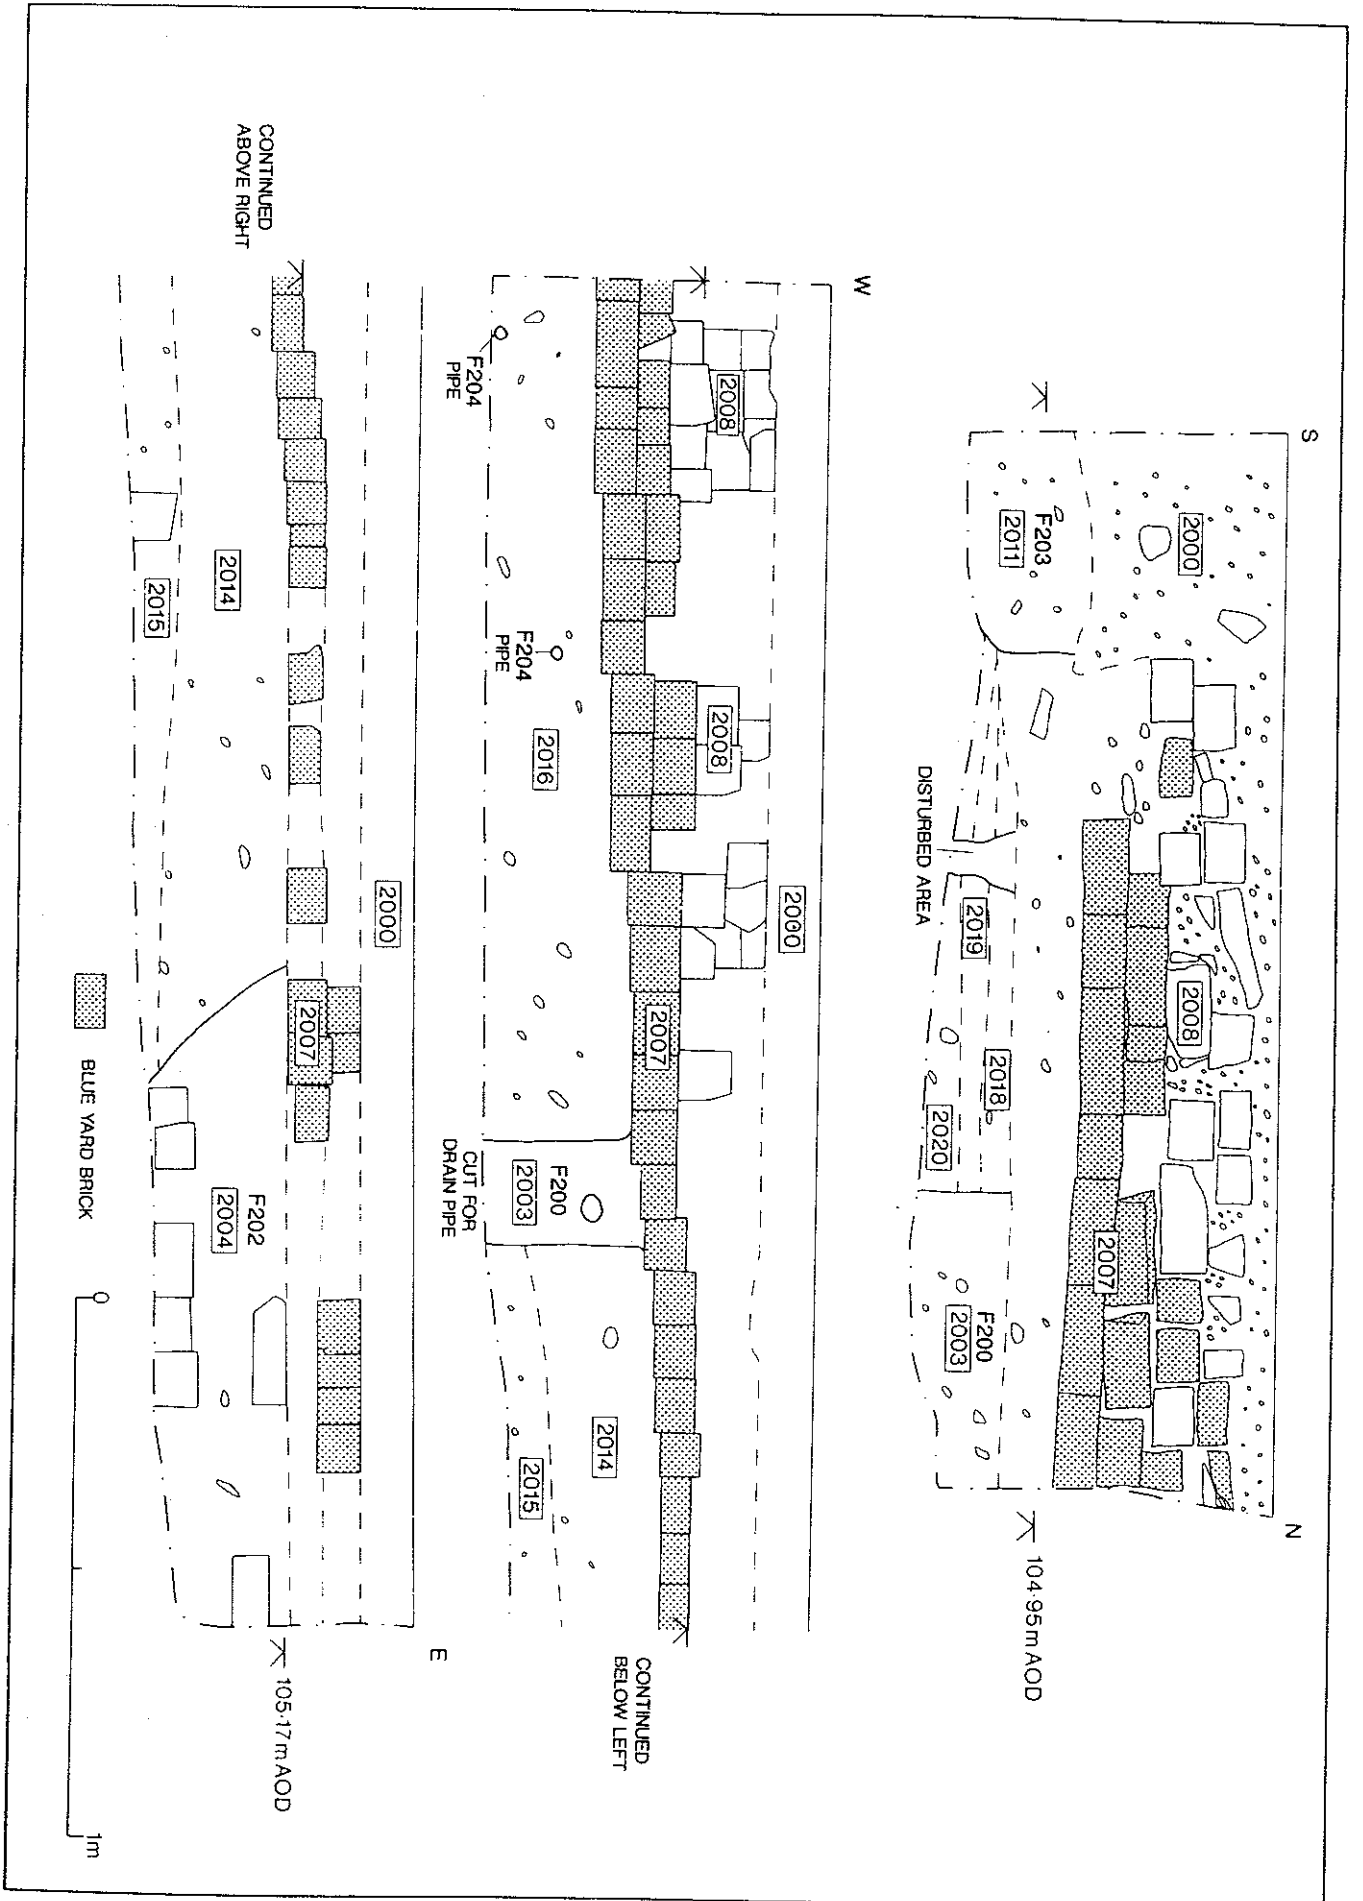 S
N
2000
F203
2011
2008
2007
DISTURBED AREA
2019
2018
2020
F200
2003
104·95m AOD
W
2008
F204
PIPE
F204
PIPE
2008
2016
2000
2007
CUT FOR
DRAIN PIPE
F200
2003
2014
2015
CONTINUED
BELOW LEFT
CONTINUED
ABOVE RIGHT
E
2014
2015
2000
2007
F202
2004
105·17m AOD
BLUE YARD BRICK
0
1m